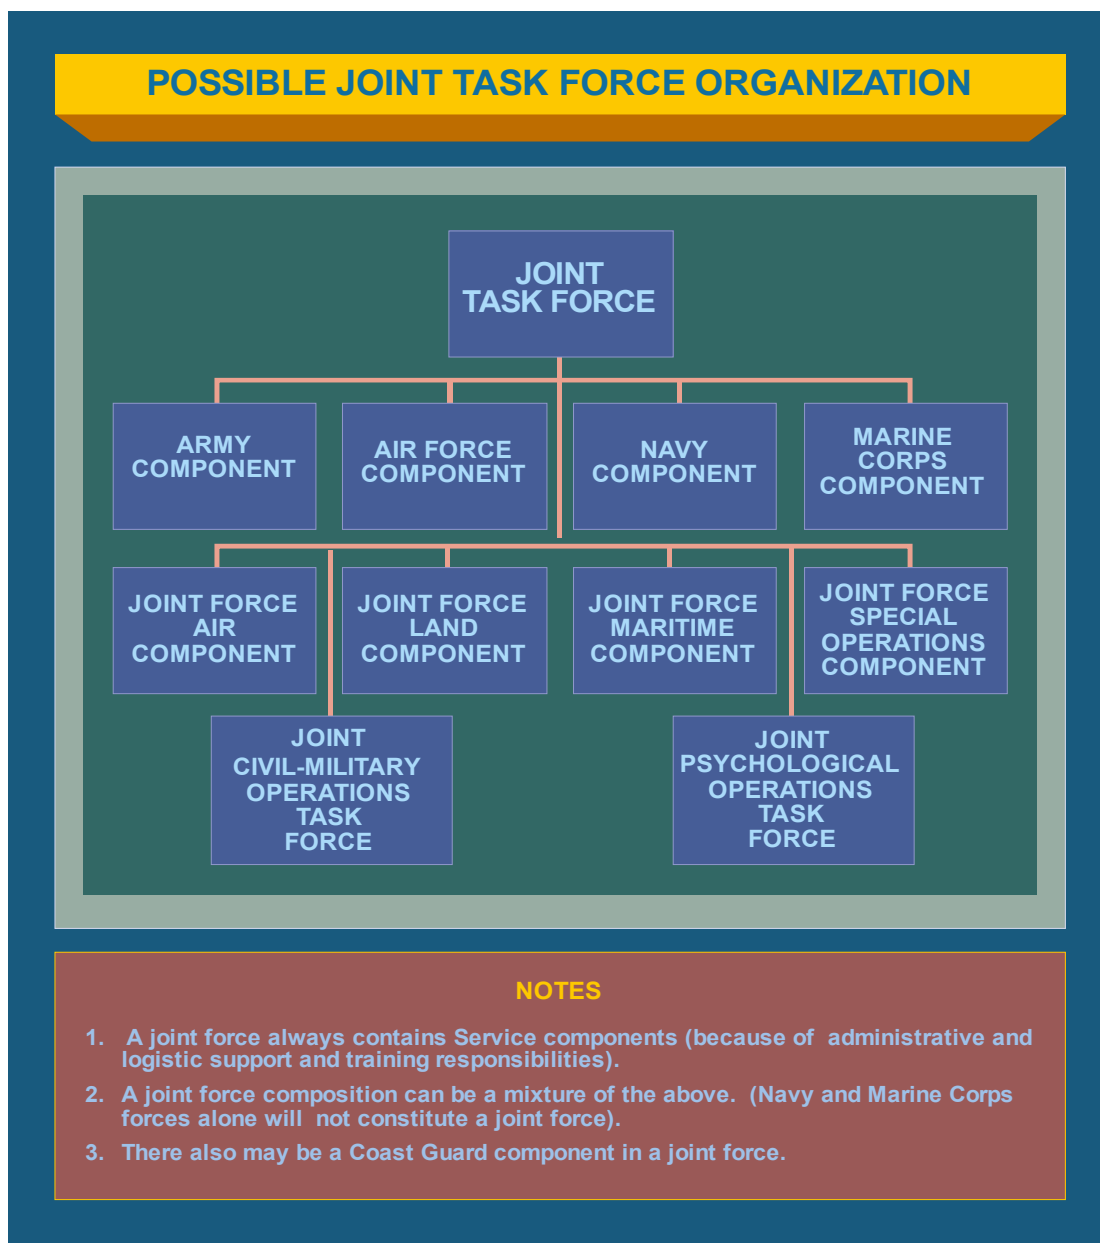 POSSIBLE JOINT TASK FORCE ORGANIZATION
JOINT
TASK FORCE
ARMY
COMPONENT
AIR FORCE
COMPONENT
NAVY
COMPONENT
MARINE
CORPS
COMPONENT
JOINT FORCE
AIR
COMPONENT
JOINT FORCE
LAND
COMPONENT
JOINT FORCE
MARITIME
COMPONENT
JOINT FORCE
SPECIAL
OPERATIONS
COMPONENT
JOINT
CIVIL-MILITARY
OPERATIONS
TASK
FORCE
JOINT
PSYCHOLOGICAL
OPERATIONS
TASK
FORCE
NOTES
1. A joint force always contains Service components (because of administrative and
logistic support and training responsibilities).
2. A joint force composition can be a mixture of the above. (Navy and Marine Corps
forces alone will not constitute a joint force).
3. There also may be a Coast Guard component in a joint force.